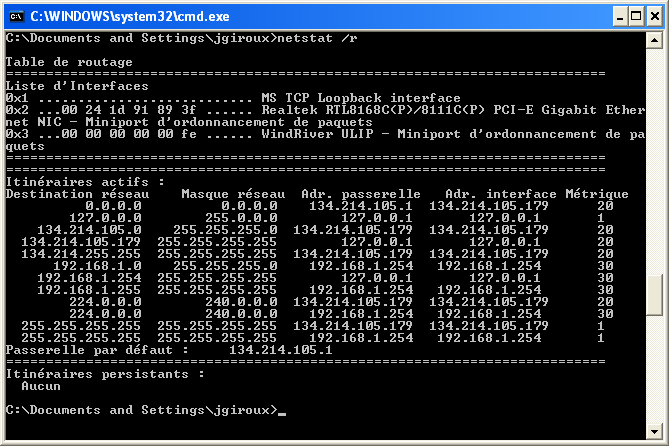 C:\WINDOWS\system32\cmd.exe
C:\Documents and Settings\jgiroux>netstat /r
Table de routage
===========================================================================
Liste d'Interfaces
0x1 ........................... MS TCP Loopback interface
0x2 ...00 24 1d 91 89 3f ...... Realtek RTL8168C(P)/8111C(P) PCI-E Gigabit Ether
net NIC - Miniport d'ordonnancement de paquets
0x3 ...00 00 00 00 00 fe ...... WindRiver ULIP - Miniport d'ordonnancement de pa
quets
===========================================================================
===========================================================================
Itinéraires actifs :
Destination réseau    Masque réseau  Adr. passerelle   Adr. interface Métrique
0.0.0.0          0.0.0.0    134.214.105.1  134.214.105.179      20
127.0.0.0        255.0.0.0        127.0.0.1       127.0.0.1      1
134.214.105.0    255.255.255.0  134.214.105.179  134.214.105.179      20
134.214.105.179  255.255.255.255        127.0.0.1       127.0.0.1      20
134.214.255.255  255.255.255.255  134.214.105.179  134.214.105.179      20
192.168.1.0    255.255.255.0    192.168.1.254   192.168.1.254      30
192.168.1.254  255.255.255.255        127.0.0.1       127.0.0.1      30
192.168.1.255  255.255.255.255    192.168.1.254   192.168.1.254      30
224.0.0.0        240.0.0.0  134.214.105.179  134.214.105.179      20
224.0.0.0        240.0.0.0    192.168.1.254   192.168.1.254      30
255.255.255.255  255.255.255.255  134.214.105.179  134.214.105.179      1
255.255.255.255  255.255.255.255    192.168.1.254   192.168.1.254      1
Passerelle par défaut :     134.214.105.1
===========================================================================
Itinéraires persistants :
Aucun
C:\Documents and Settings\jgiroux>_